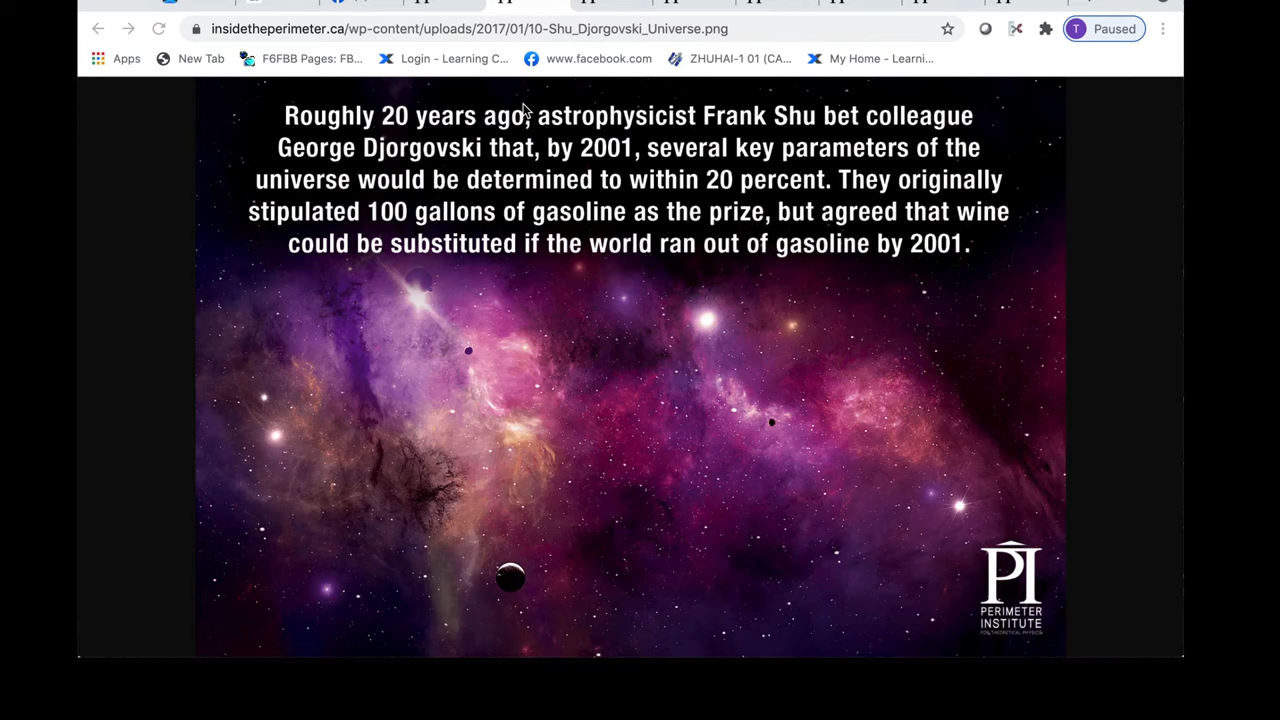 insidetheperimeter.ca/wp-content/uploads/2017/01/10-Shu_Djorgovski_Universe.png
T Paused
Apps New Tab F6FBB Pages: FB... Login - Learning C... www.facebook.com ZHUHAI-1 01 (CA... My Home - Learni...
Roughly 20 years ago, astrophysicist Frank Shu bet colleague
George Djorgovski that, by 2001, several key parameters of the
universe would be determined to within 20 percent. They originally
stipulated 100 gallons of gasoline as the prize, but agreed that wine
could be substituted if the world ran out of gasoline by 2001.
PI
PERIMETER
INSTITUTE
FOR THEORETICAL PHYSICS